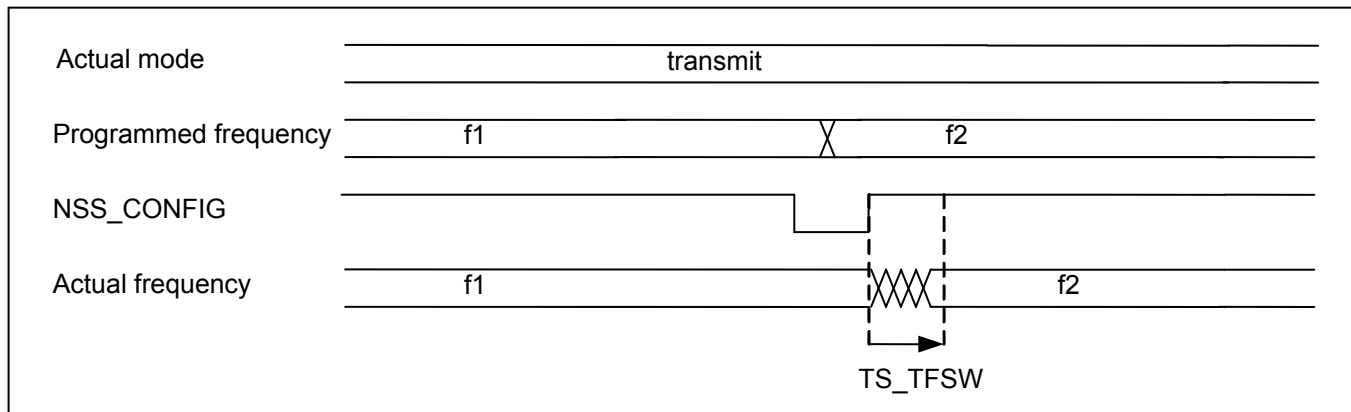 Actual mode transmit
Programmed frequency f1 f2
NSS_CONFIG
Actual frequency f1 f2
TS_TFSW